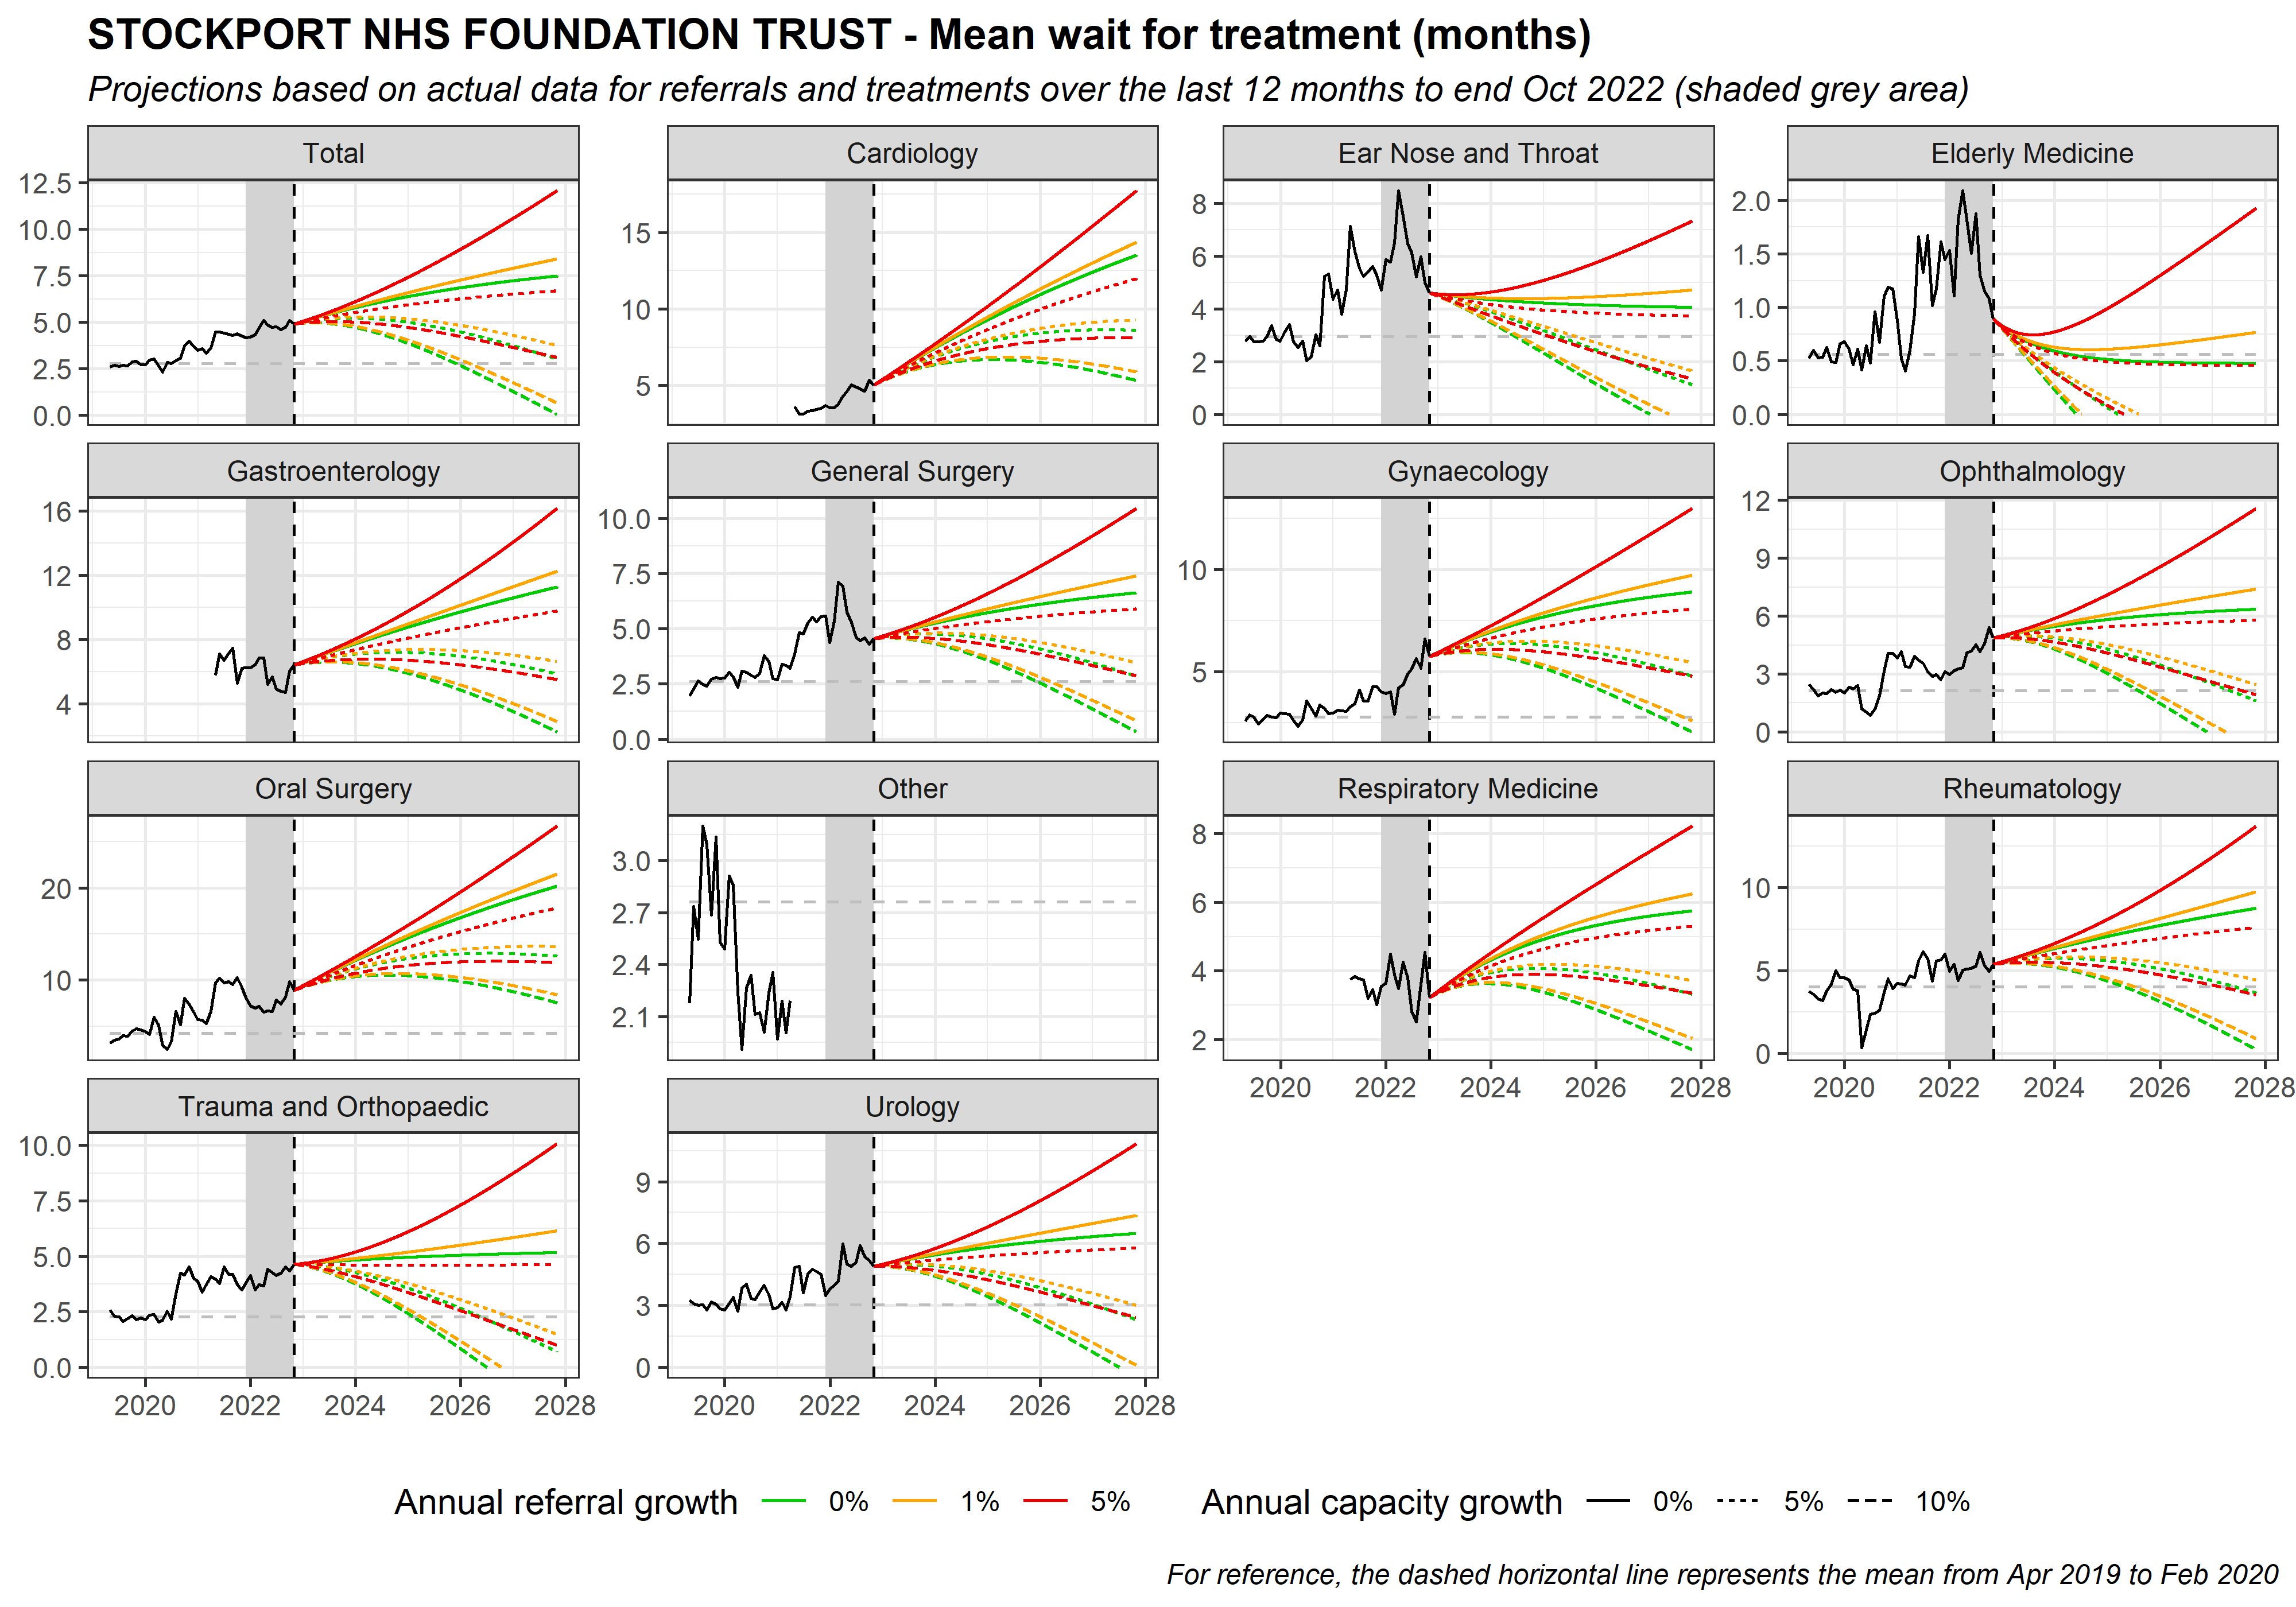 STOCKPORT NHS FOUNDATION TRUST - Mean wait for treatment (months)
Projections based on actual data for referrals and treatments over the last 12 months to end Oct 2022 (shaded grey area)
Total
Cardiology
Ear Nose and Throat
Elderly Medicine
12.5
10.0
7.5
5.0
2.5
0.0
15
10
5
8
6
4
2
0
2.0
1.5
1.0
0.5
0.0
Gastroenterology
General Surgery
Gynaecology
Ophthalmology
16
12
8
4
10.0
7.5
5.0
2.5
0.0
10
5
12
9
6
3
0
Oral Surgery
Other
Respiratory Medicine
Rheumatology
20
10
3.0
2.7
2.4
2.1
8
6
4
2
10
5
0
2020 2022 2024 2026 2028
2020 2022 2024 2026 2028
Trauma and Orthopaedic
Urology
10.0
7.5
5.0
2.5
0.0
9
6
3
0
2020 2022 2024 2026 2028
2020 2022 2024 2026 2028
Annual referral growth 0% 1% 5% Annual capacity growth 0% 5% 10%
For reference, the dashed horizontal line represents the mean from Apr 2019 to Feb 2020